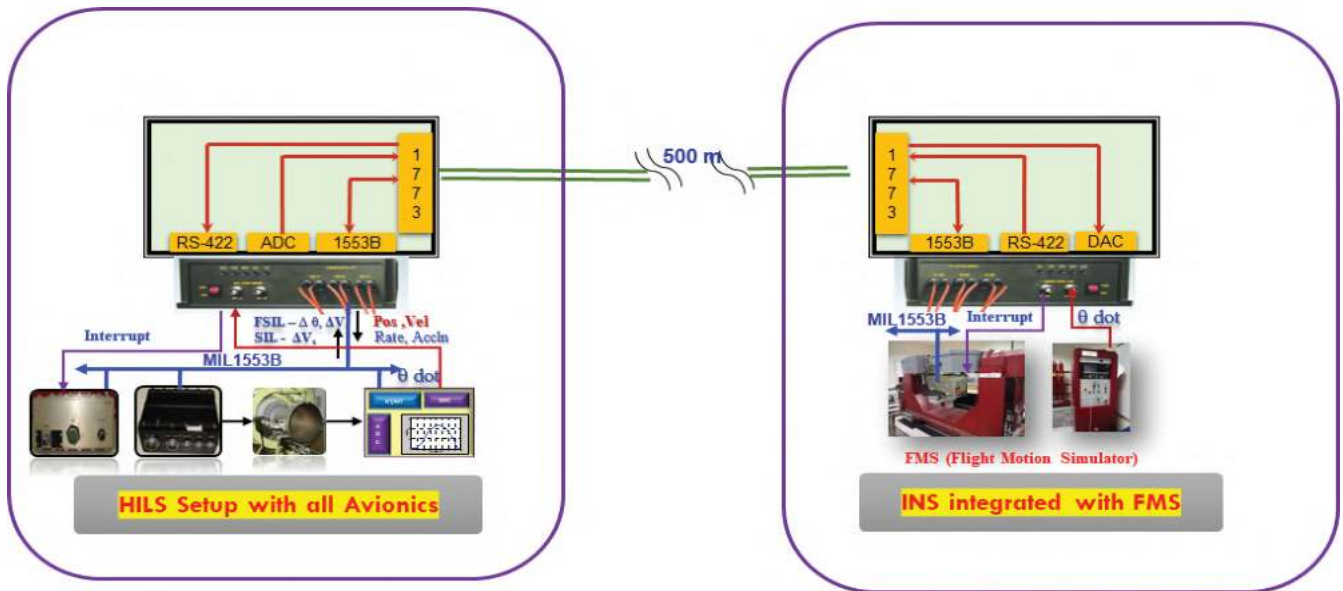 500 m
1
7
7
3
RS-422
ADC
1553B
FSIL – Δ θ, ΔV
SIL - ΔV,
Pos ,Vel
Rate, Accln
Interrupt
MIL1553B
θ dot
START
A
D
C
HILS Setup with all Avionics
1
7
7
3
1553B
RS-422
DAC
MIL1553B
Interrupt
θ dot
FMS (Flight Motion Simulator)
INS integrated with FMS